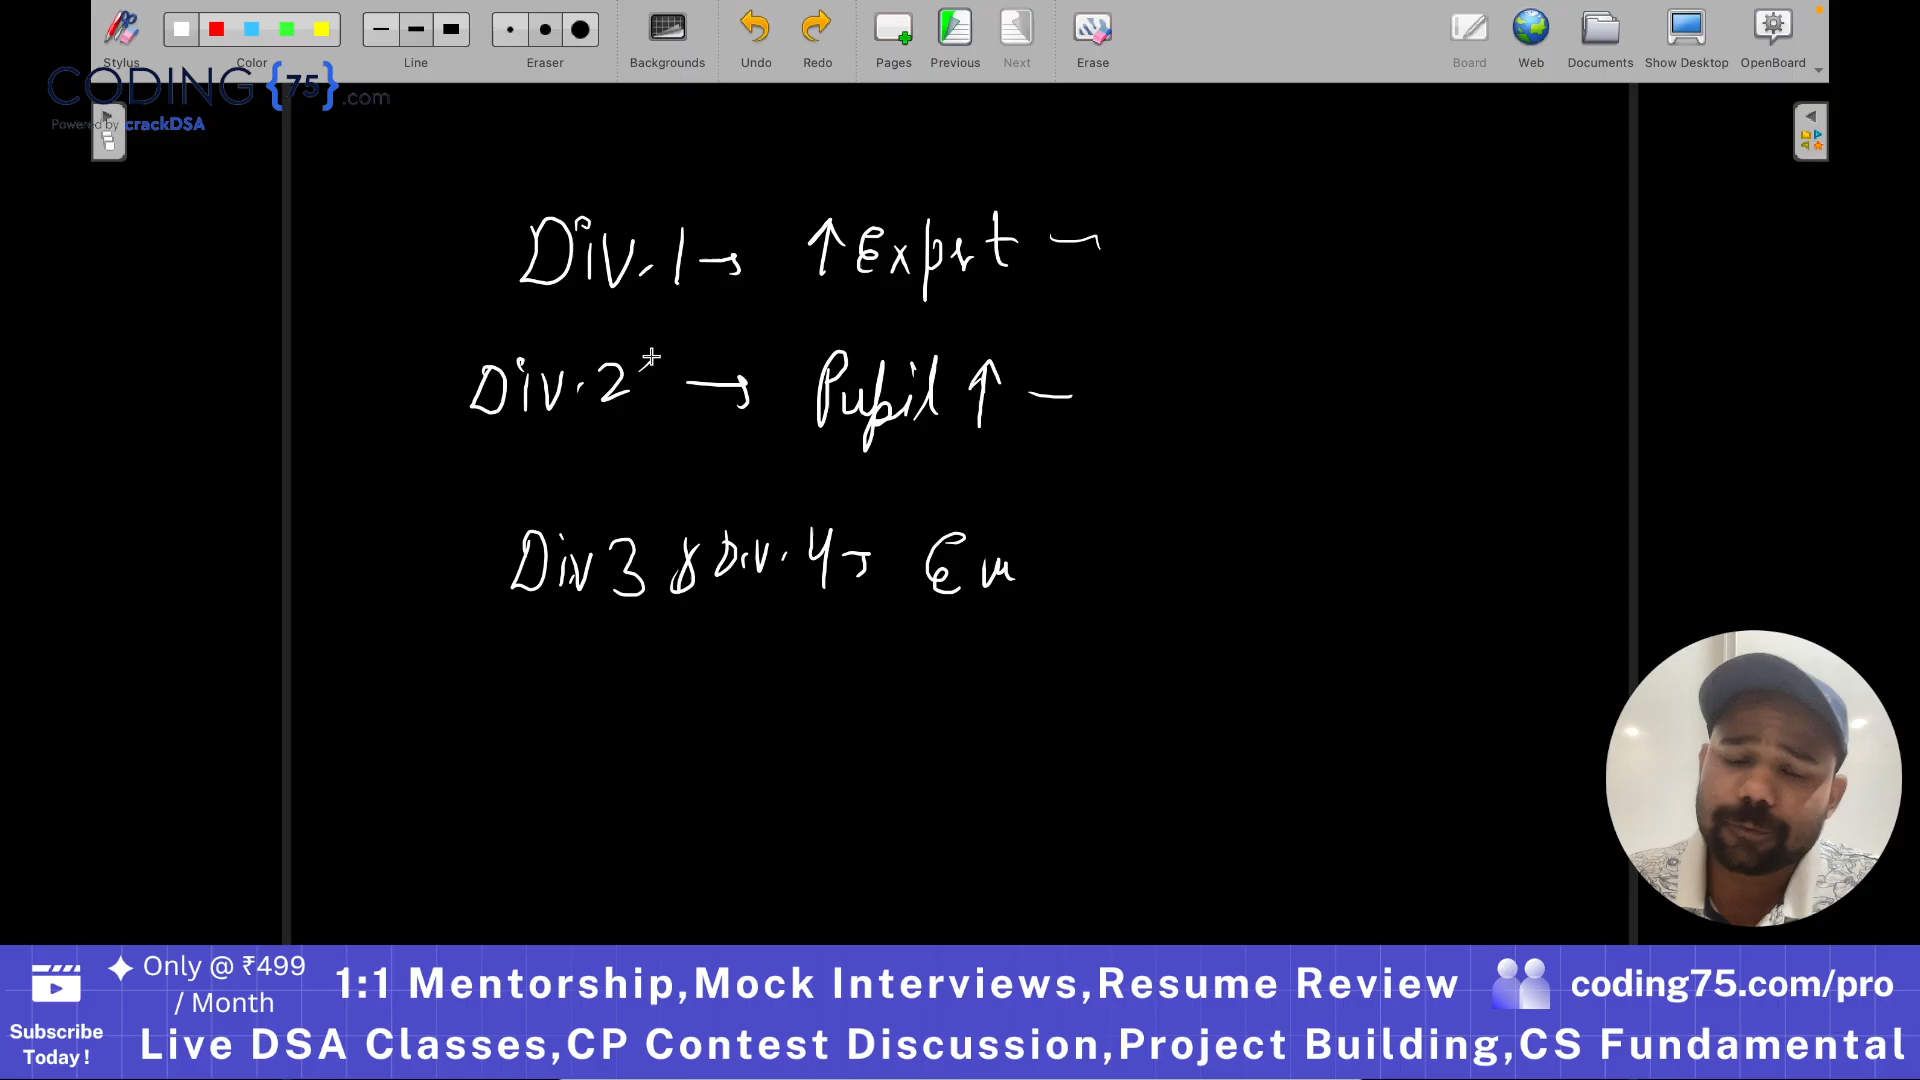 Stylus
Color
Line
Eraser
Backgrounds
Undo
Redo
Pages
Previous
Next
Erase
Board
Web
Documents
Show Desktop
OpenBoard
CODING {75} .com
Powered by crackDSA
Div. 1 → ↑ Expert —
Div. 2 → Pupil ↑ —
Div 3 & Div. 4 →
Only @ ₹499
/ Month
Subscribe
Today !
1:1 Mentorship,Mock Interviews,Resume Review
coding75.com/pro
Live DSA Classes,CP Contest Discussion,Project Building,CS Fundamental